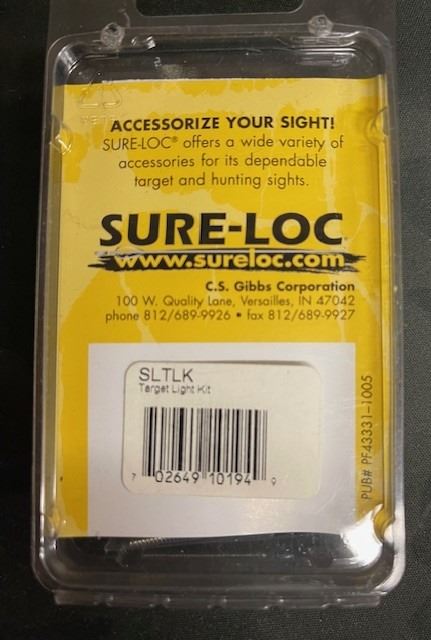 ACCESSORIZE YOUR SIGHT!
SURE-LOC® offers a wide variety of
accessories for its dependable
target and hunting sights.
SURE-LOC
www.sureloc.com
C.S. Gibbs Corporation
100 W. Quality Lane, Versailles, IN 47042
phone 812/689-9926 • fax 812/689-9927
SLTLK
Target Light Kit
7 02649 10194 9
PUB# PF43331-1005